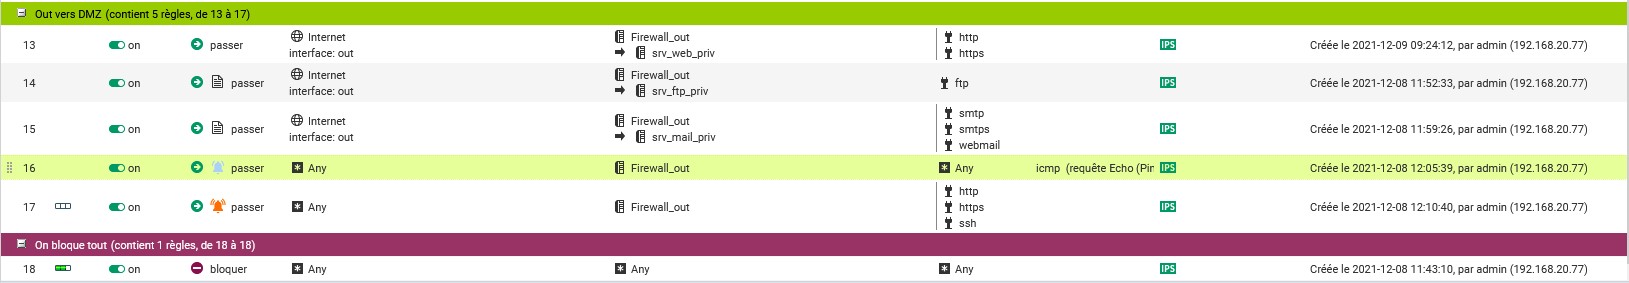 Out vers DMZ (contient 5 règles, de 13 à 17)
13 on passer Internet interface: out Firewall_out srv_web_priv http https IPS Créée le 2021-12-09 09:24:12, par admin (192.168.20.77)
14 on passer Internet interface: out Firewall_out srv_ftp_priv ftp IPS Créée le 2021-12-08 11:52:33, par admin (192.168.20.77)
15 on passer Internet interface: out Firewall_out srv_mail_priv smtp smtps webmail IPS Créée le 2021-12-08 11:59:26, par admin (192.168.20.77)
16 on passer Any Firewall_out Any icmp (requête Echo (Pin IPS Créée le 2021-12-08 12:05:39, par admin (192.168.20.77)
17 on passer Any Firewall_out http https ssh IPS Créée le 2021-12-08 12:10:40, par admin (192.168.20.77)
On bloque tout (contient 1 règles, de 18 à 18)
18 on bloquer Any Any Any IPS Créée le 2021-12-08 11:43:10, par admin (192.168.20.77)